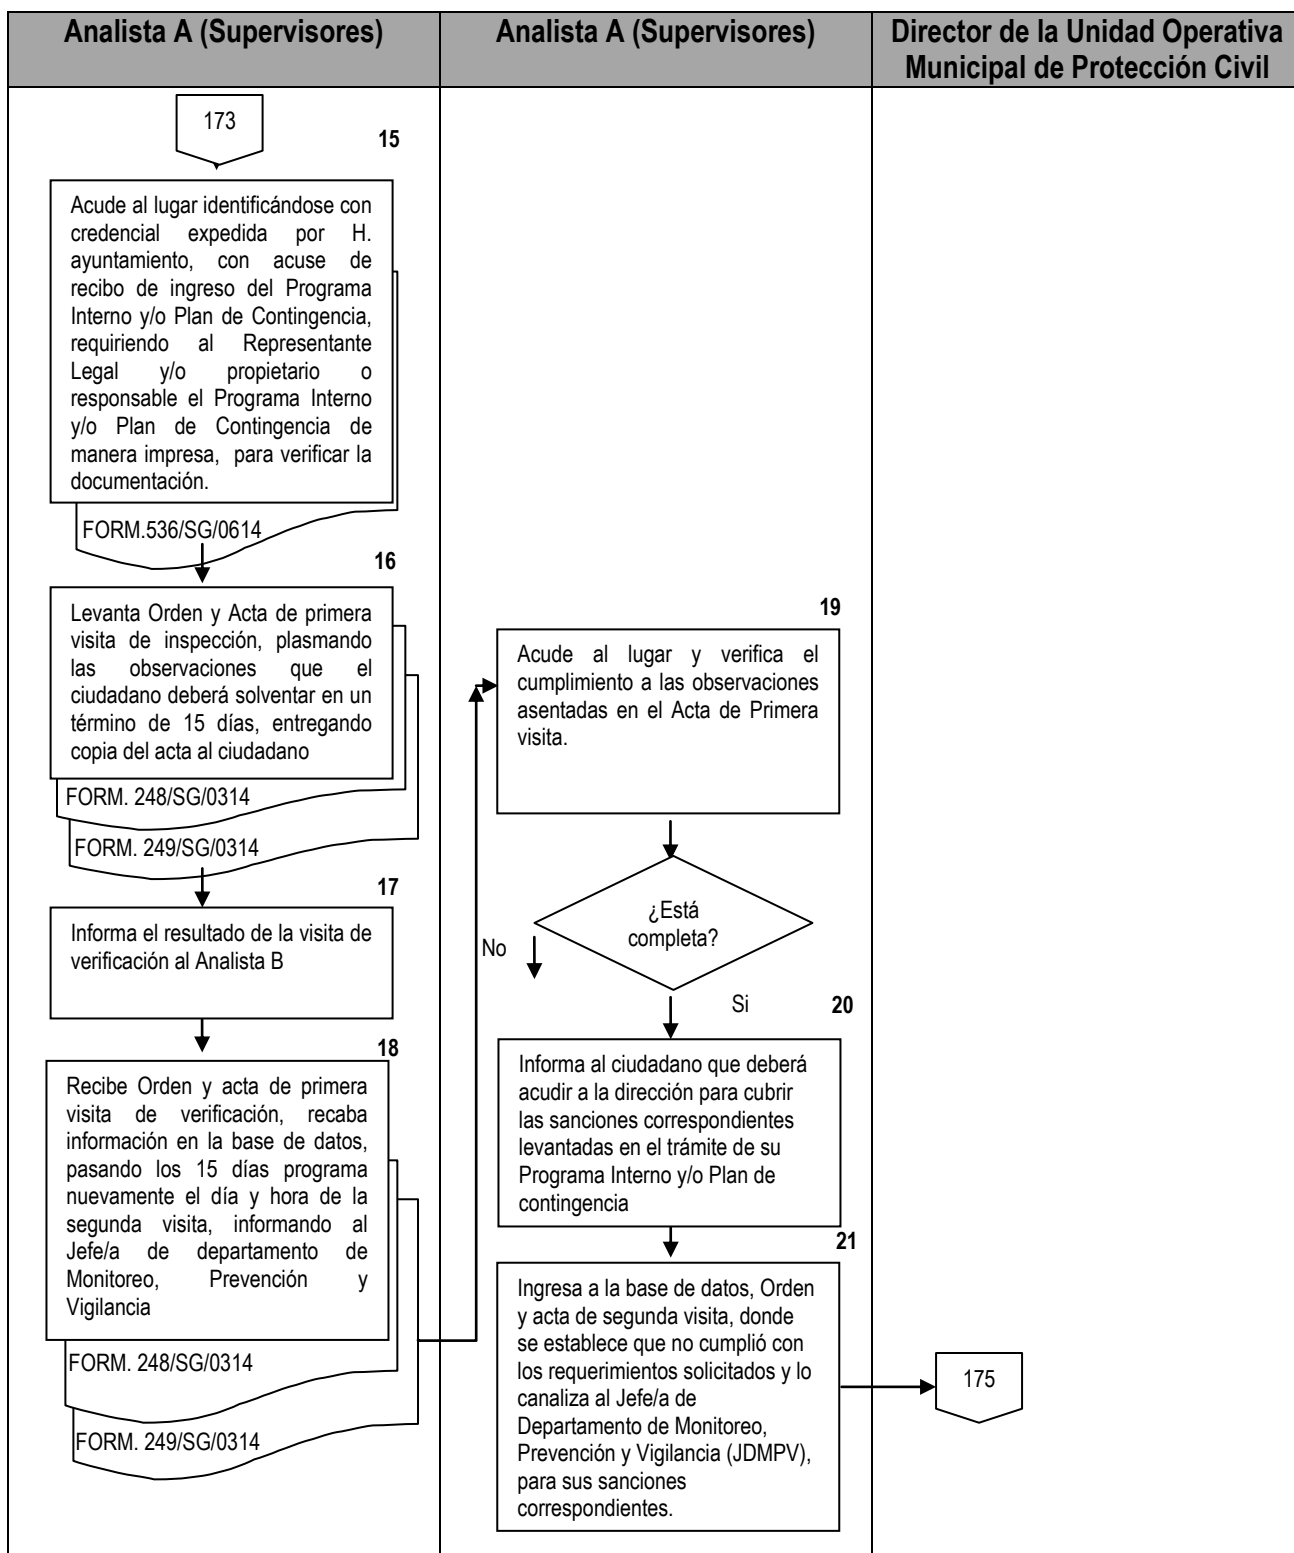 Analista A (Supervisores)
Analista A (Supervisores)
Director de la Unidad Operativa
Municipal de Protección Civil
173
15
Acude al lugar identificándose con
credencial expedida por H.
ayuntamiento, con acuse de
recibo de ingreso del Programa
Interno y/o Plan de Contingencia,
requiriendo al Representante
Legal y/o propietario o
responsable el Programa Interno
y/o Plan de Contingencia de
manera impresa, para verificar la
documentación.
FORM.536/SG/0614
16
Levanta Orden y Acta de primera
visita de inspección, plasmando
las observaciones que el
ciudadano deberá solventar en un
término de 15 días, entregando
copia del acta al ciudadano
FORM. 248/SG/0314
FORM. 249/SG/0314
17
Informa el resultado de la visita de
verificación al Analista B
18
Recibe Orden y acta de primera
visita de verificación, recaba
información en la base de datos,
pasando los 15 días programa
nuevamente el día y hora de la
segunda visita, informando al
Jefe/a de departamento de
Monitoreo, Prevención y
Vigilancia
FORM. 248/SG/0314
FORM. 249/SG/0314
19
Acude al lugar y verifica el
cumplimiento a las observaciones
asentadas en el Acta de Primera
visita.
¿Está
completa?
No
Si
20
Informa al ciudadano que deberá
acudir a la dirección para cubrir
las sanciones correspondientes
levantadas en el trámite de su
Programa Interno y/o Plan de
contingencia
21
Ingresa a la base de datos, Orden
y acta de segunda visita, donde
se establece que no cumplió con
los requerimientos solicitados y lo
canaliza al Jefe/a de
Departamento de Monitoreo,
Prevención y Vigilancia (JDMPV),
para sus sanciones
correspondientes.
175